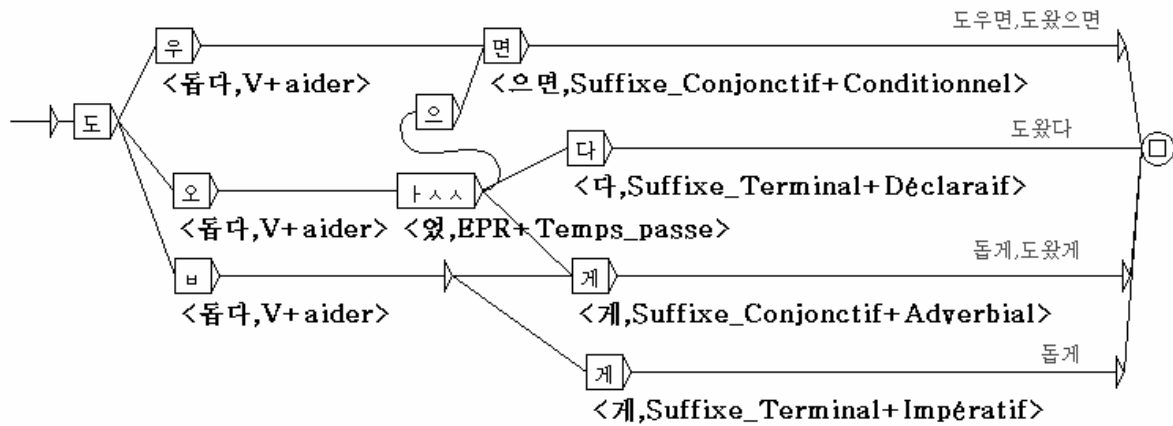 도우면,도왔으면
우 면
<돕다,V+aider> <으면,Suffixe_Conjonctif+Conditionnel>
으
도
도왔다
다
<다,Suffixe_Terminal+Déclaraif>
오 ㅏㅅㅅ
<돕다,V+aider> <었,EPR+Temps_passe>
돕게,도왔게
ㅂ 게
<돕다,V+aider> <게,Suffixe_Conjonctif+Adverbial>
돕게
게
<게,Suffixe_Terminal+Impératif>